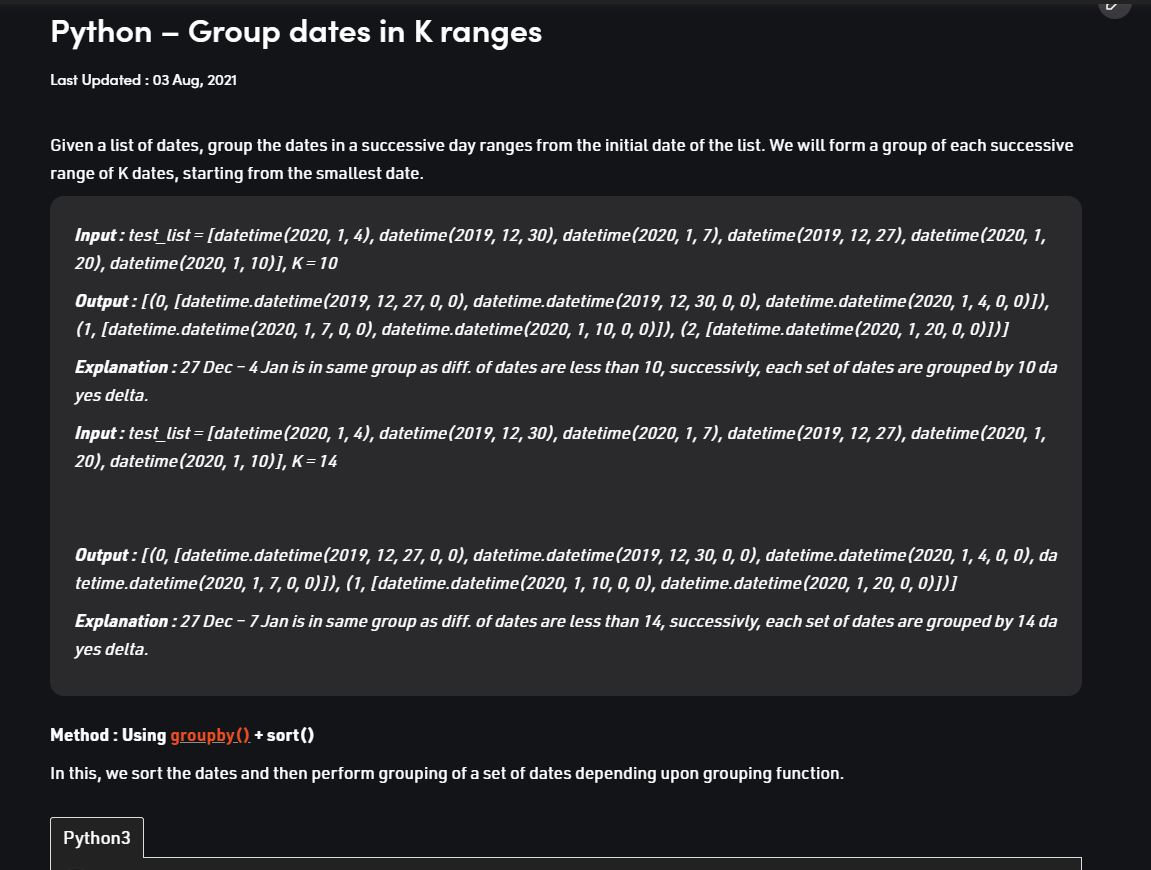 Python – Group dates in K ranges
Last Updated : 03 Aug, 2021
Given a list of dates, group the dates in a successive day ranges from the initial date of the list. We will form a group of each successive
range of K dates, starting from the smallest date.
Input : test_list = [datetime(2020, 1, 4), datetime(2019, 12, 30), datetime(2020, 1, 7), datetime(2019, 12, 27), datetime(2020, 1,
20), datetime(2020, 1, 10)], K = 10
Output : [(0, [datetime.datetime(2019, 12, 27, 0, 0), datetime.datetime(2019, 12, 30, 0, 0), datetime.datetime(2020, 1, 4, 0, 0)]),
(1, [datetime.datetime(2020, 1, 7, 0, 0), datetime.datetime(2020, 1, 10, 0, 0)]), (2, [datetime.datetime(2020, 1, 20, 0, 0)])]
Explanation : 27 Dec – 4 Jan is in same group as diff. of dates are less than 10, successivly, each set of dates are grouped by 10 da
yes delta.
Input : test_list = [datetime(2020, 1, 4), datetime(2019, 12, 30), datetime(2020, 1, 7), datetime(2019, 12, 27), datetime(2020, 1,
20), datetime(2020, 1, 10)], K = 14
Output : [(0, [datetime.datetime(2019, 12, 27, 0, 0), datetime.datetime(2019, 12, 30, 0, 0), datetime.datetime(2020, 1, 4, 0, 0), da
tetime.datetime(2020, 1, 7, 0, 0)]), (1, [datetime.datetime(2020, 1, 10, 0, 0), datetime.datetime(2020, 1, 20, 0, 0)])]
Explanation : 27 Dec – 7 Jan is in same group as diff. of dates are less than 14, successivly, each set of dates are grouped by 14 da
yes delta.
Method : Using groupby() + sort()
In this, we sort the dates and then perform grouping of a set of dates depending upon grouping function.
Python3